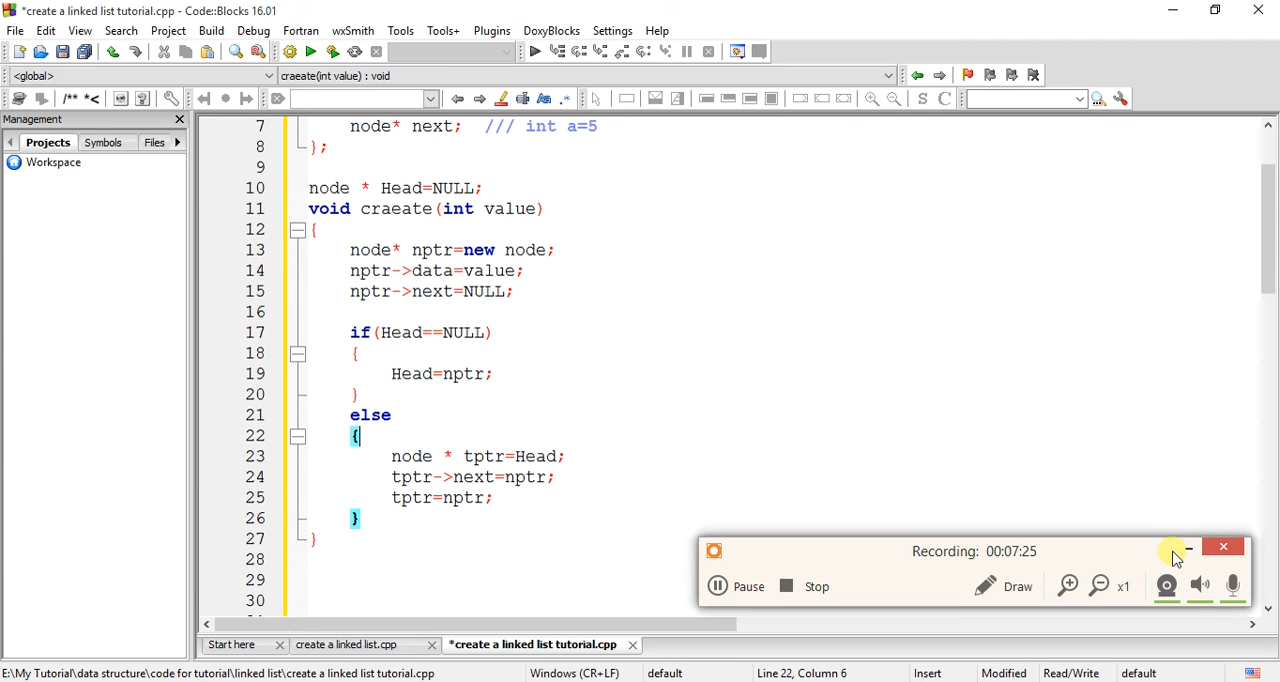 *create a linked list tutorial.cpp - Code::Blocks 16.01
File Edit View Search Project Build Debug Fortran wxSmith Tools Tools+ Plugins DoxyBlocks Settings Help
<global> craeate(int value) : void
/** *< S C
Management
Projects Symbols Files
Workspace
7 node* next; /// int a=5
8 };
9
10 node * Head=NULL;
11 void craeate(int value)
12 {
13 node* nptr=new node;
14 nptr->data=value;
15 nptr->next=NULL;
16
17 if(Head==NULL)
18 {
19 Head=nptr;
20 }
21 else
22 {
23 node * tptr=Head;
24 tptr->next=nptr;
25 tptr=nptr;
26 }
27 }
28
29
30
Recording: 00:07:25
Pause Stop Draw x1
Start here create a linked list.cpp *create a linked list tutorial.cpp
E:\My Tutorial\data structure\code for tutorial\linked list\create a linked list tutorial.cpp Windows (CR+LF) default Line 22, Column 6 Insert Modified Read/Write default